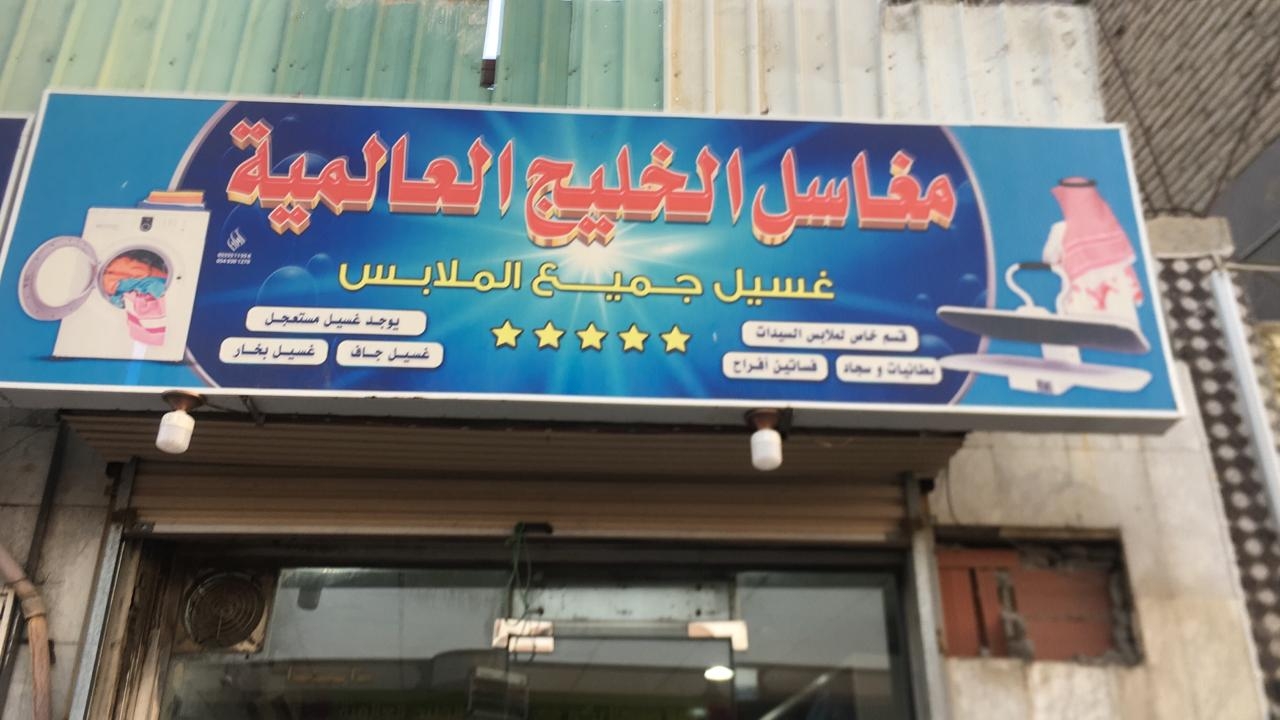 مغاسل الخليج العالمية
غسيل جميع الملابس
قسم خاص لملابس السيدات
بطانيات و سجاد
فساتين أفراح
يوجد غسيل مستعجل
غسيل جاف
غسيل بخار